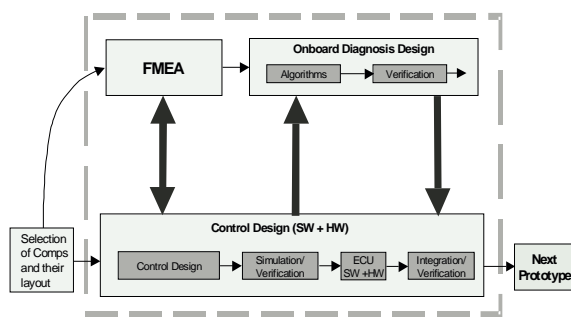 FMEA
Onboard Diagnosis Design
Algorithms
Verification
Selection
of Comps
and their
layout
Control Design (SW + HW)
Control Design
Simulation/
Verification
ECU
SW +HW
Integration/
Verification
Next
Prototype